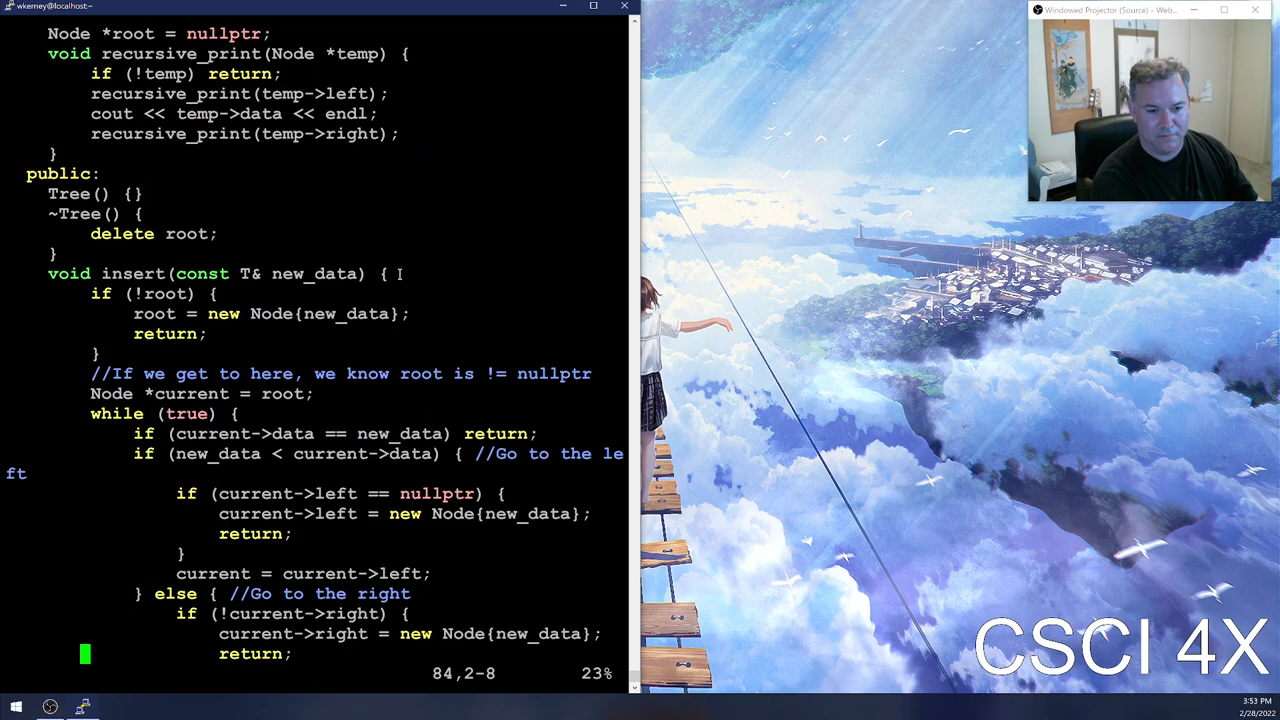 wkerney@localhost:~
Node *root = nullptr;
void recursive_print(Node *temp) {
if (!temp) return;
recursive_print(temp->left);
cout << temp->data << endl;
recursive_print(temp->right);
}
public:
Tree() {}
~Tree() {
delete root;
}
void insert(const T& new_data) {
if (!root) {
root = new Node{new_data};
return;
}
//If we get to here, we know root is != nullptr
Node *current = root;
while (true) {
if (current->data == new_data) return;
if (new_data < current->data) { //Go to the le
ft
if (current->left == nullptr) {
current->left = new Node{new_data};
return;
}
current = current->left;
} else { //Go to the right
if (!current->right) {
current->right = new Node{new_data};
return;
84,2-8 23%
Windowed Projector (Source) - Web...
CSCI 4X
3:53 PM
2/28/2022